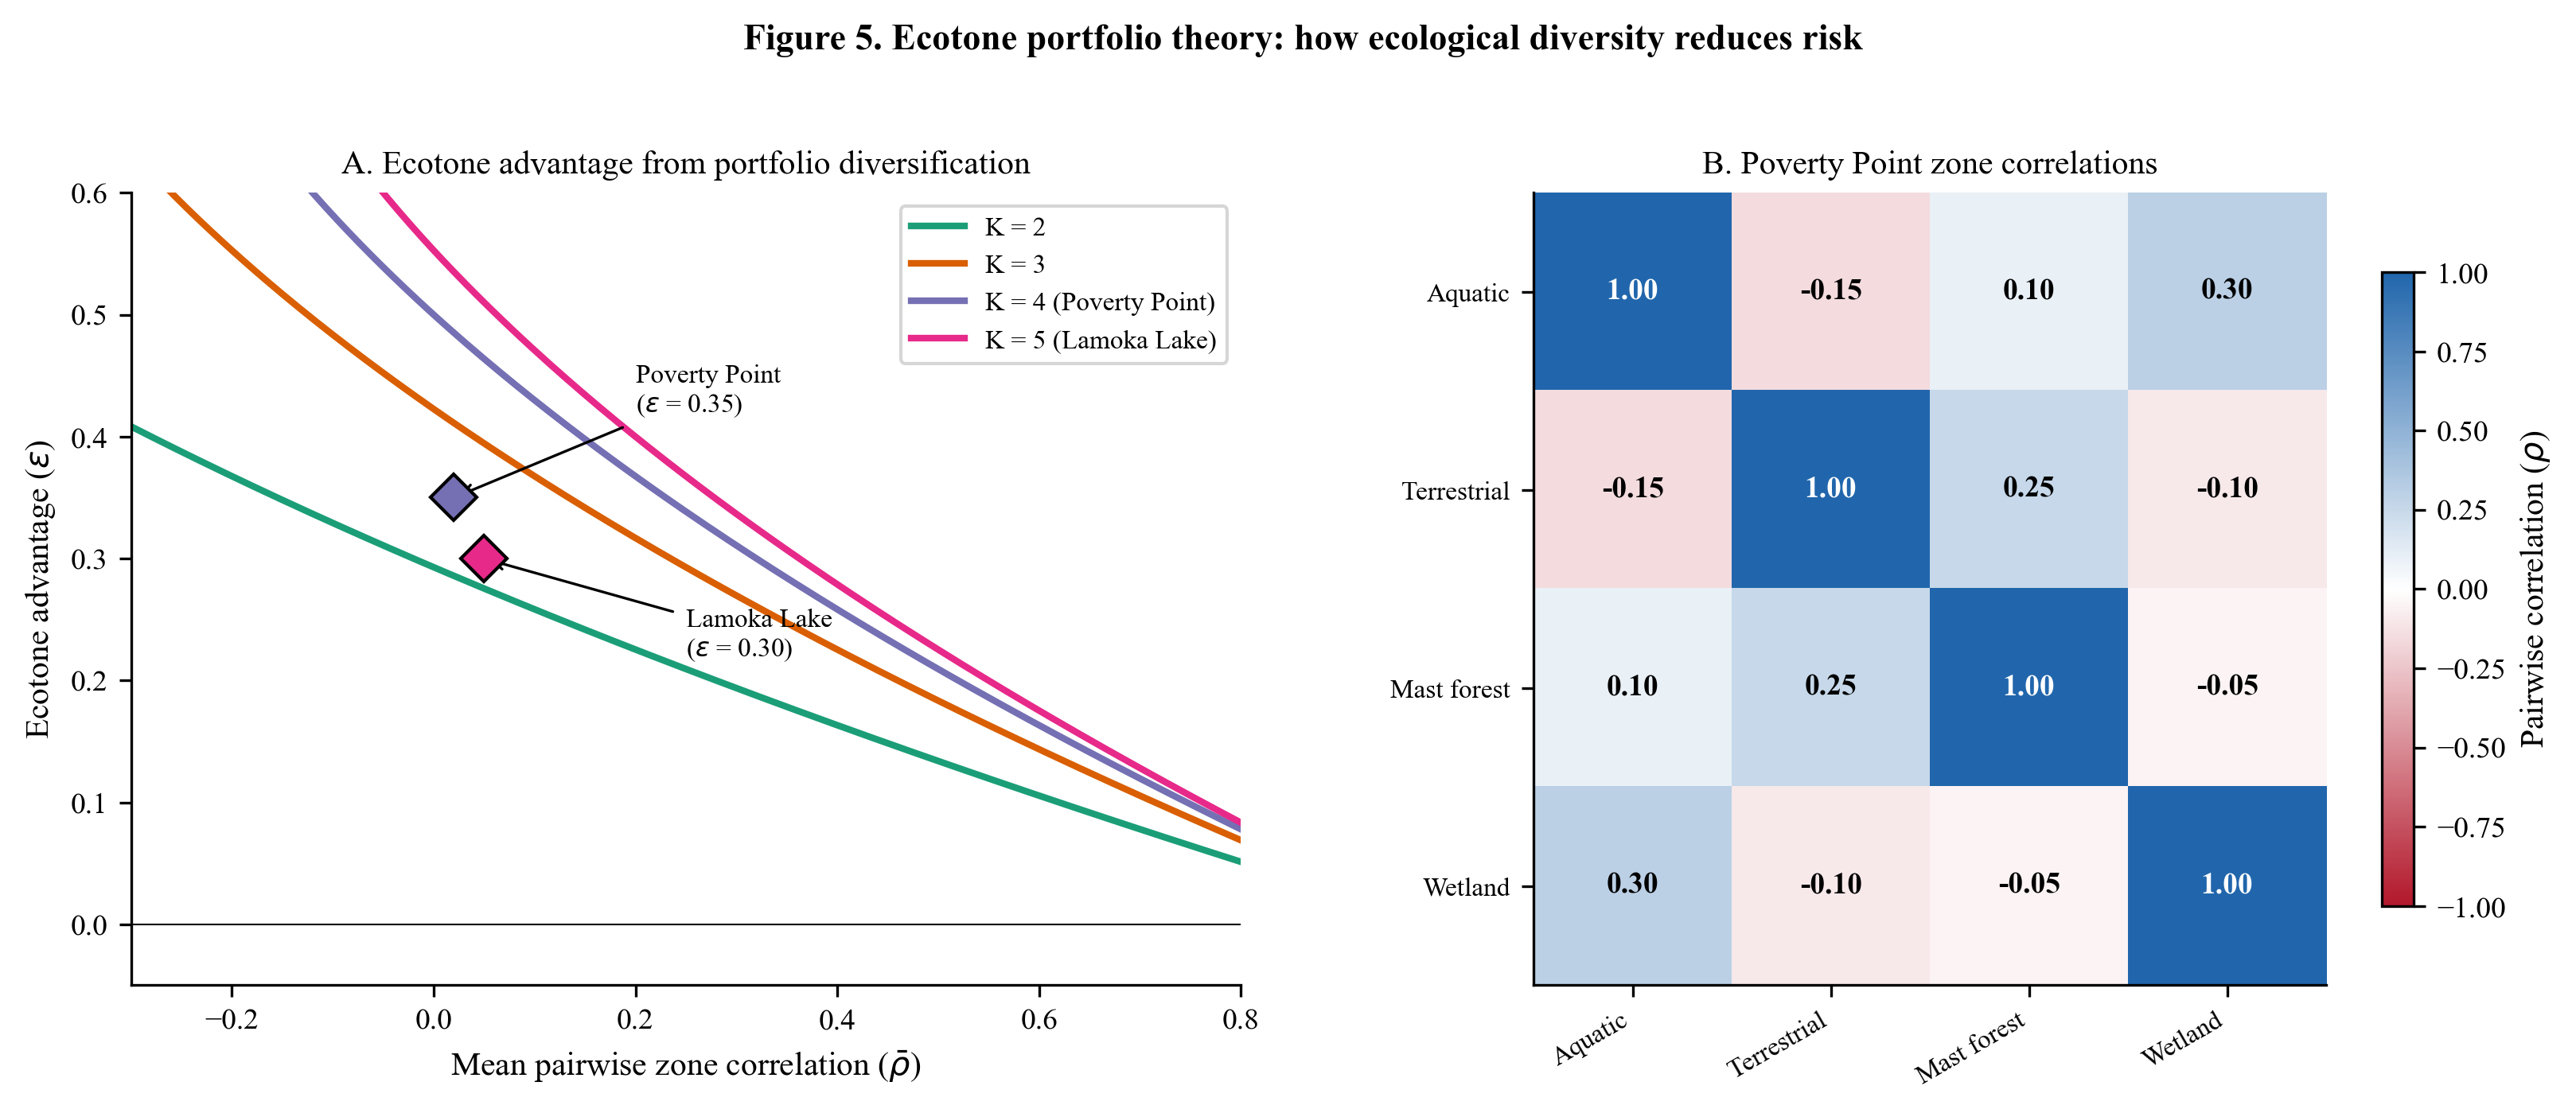 Figure 5. Ecotone portfolio theory: how ecological diversity reduces risk
A. Ecotone advantage from portfolio diversification
Ecotone advantage (ε)
0.6
0.5
0.4
0.3
0.2
0.1
0.0
−0.2
0.0
0.2
0.4
0.6
0.8
Mean pairwise zone correlation (ρ̄)
K = 2
K = 3
K = 4 (Poverty Point)
K = 5 (Lamoka Lake)
Poverty Point
(ε = 0.35)
Lamoka Lake
(ε = 0.30)
B. Poverty Point zone correlations
Aquatic
1.00 -0.15 0.10 0.30
Terrestrial
-0.15 1.00 0.25 -0.10
Mast forest
0.10 0.25 1.00 -0.05
Wetland
0.30 -0.10 -0.05 1.00
Aquatic
Terrestrial
Mast forest
Wetland
1.00
0.75
0.50
0.25
0.00
−0.25
−0.50
−0.75
−1.00
Pairwise correlation (ρ)